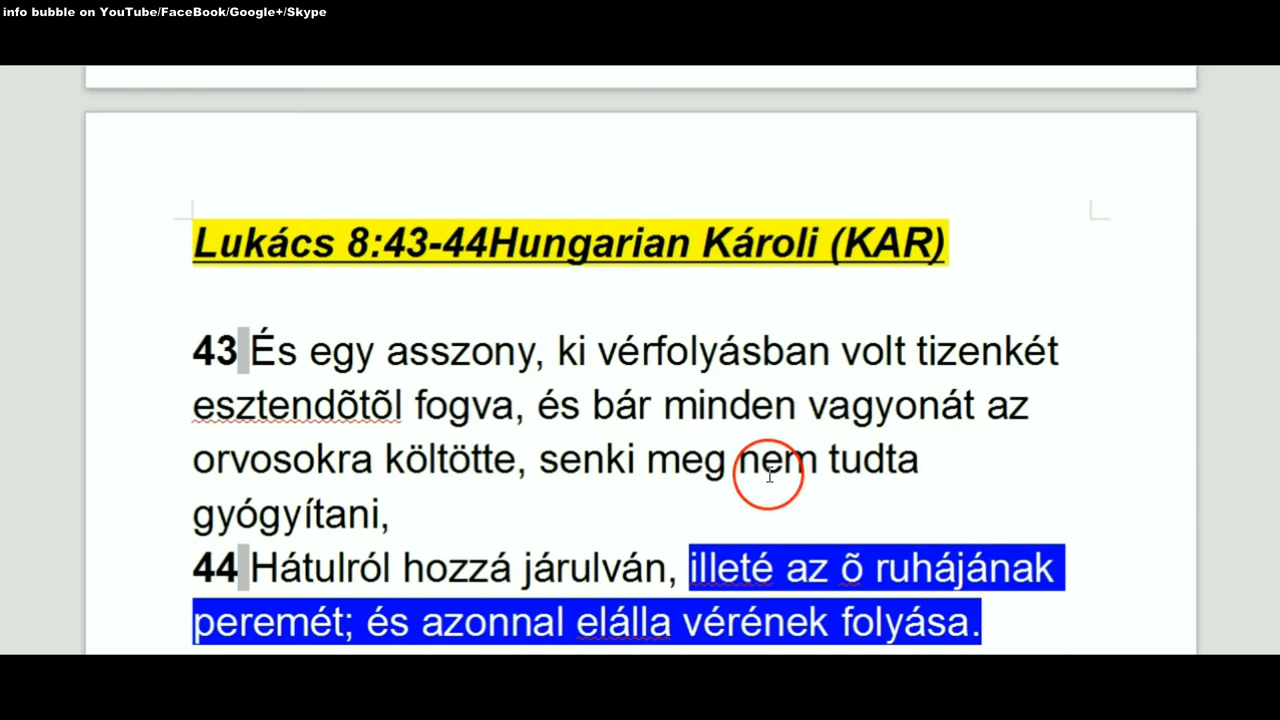 info bubble on YouTube/FaceBook/Google+/Skype
Lukács 8:43-44Hungarian Károli (KAR)
43 És egy asszony, ki vérfolyásban volt tizenkét
esztendõtõl fogva, és bár minden vagyonát az
orvosokra költötte, senki meg nem tudta
gyógyítani,
44 Hátulról hozzá járulván, illeté az õ ruhájának
peremét; és azonnal elálla vérének folyása.